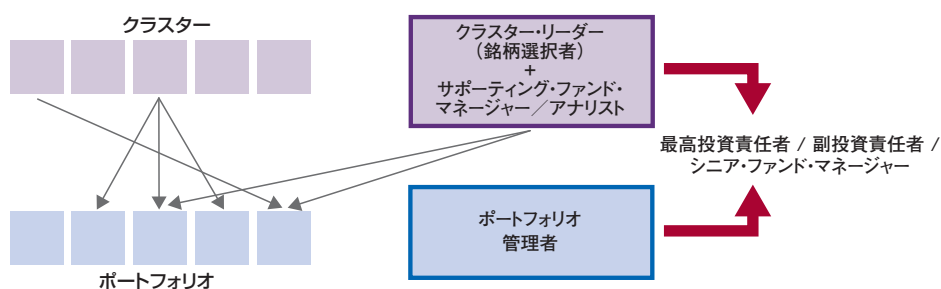 クラスター
クラスター・リーダー
（銘柄選択者）
+
サポーティング・ファンド・
マネージャー／アナリスト
最高投資責任者 / 副投資責任者 /
シニア・ファンド・マネージャー
ポートフォリオ
管理者
ポートフォリオ